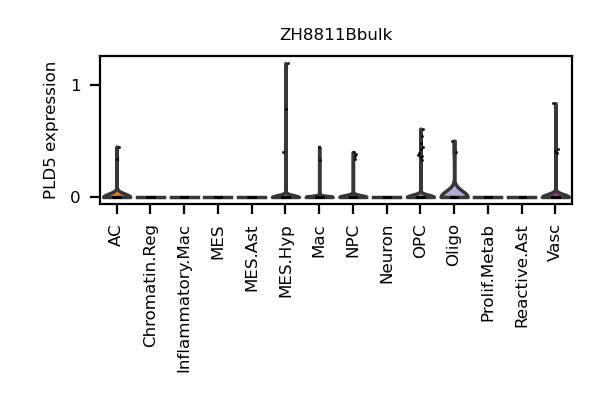 ZH8811Bbulk
PLD5 expression
1
0
AC
Chromatin.Reg
Inflammatory.Mac
MES
MES.Ast
MES.Hyp
Mac
NPC
Neuron
OPC
Oligo
Prolif.Metab
Reactive.Ast
Vasc